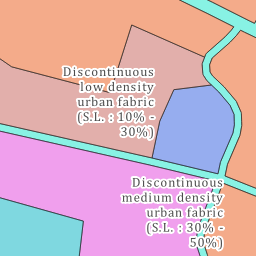 Discontinuous
low density
urban fabric
(S.L. : 10% -
30%)
Discontinuous
medium density
urban fabric
(S.L. : 30% -
50%)